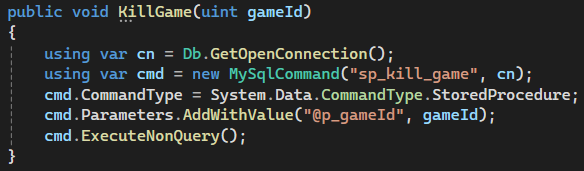 public void KillGame(uint gameId)
{
    using var cn = Db.GetOpenConnection();
    using var cmd = new MySqlCommand("sp_kill_game", cn);
    cmd.CommandType = System.Data.CommandType.StoredProcedure;
    cmd.Parameters.AddWithValue("@p_gameId", gameId);
    cmd.ExecuteNonQuery();
}